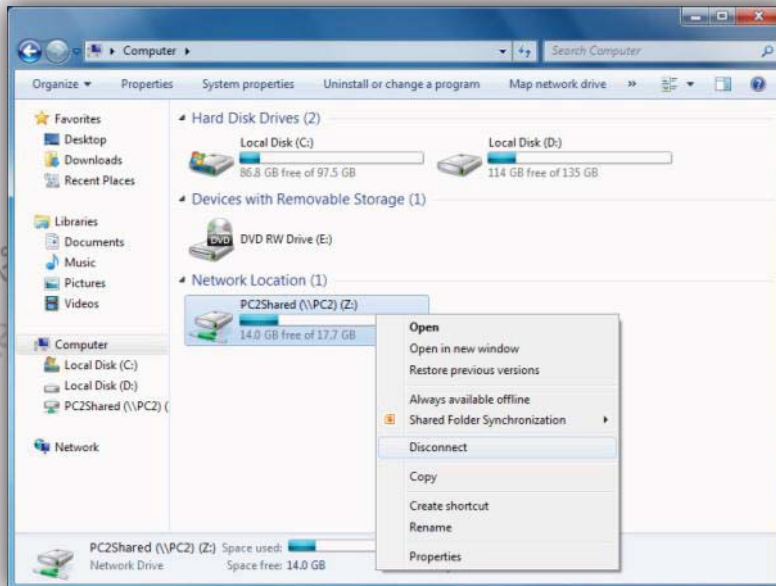 Computer
Search Computer
Organize Properties System properties Uninstall or change a program Map network drive »
Favorites
Desktop
Downloads
Recent Places
Libraries
Documents
Music
Pictures
Videos
Computer
Local Disk (C:)
Local Disk (D:)
PC2Shared (\\PC2) (
Network
Hard Disk Drives (2)
Local Disk (C:)
86.8 GB free of 97.5 GB
Local Disk (D:)
114 GB free of 135 GB
Devices with Removable Storage (1)
DVD
DVD RW Drive (E:)
Network Location (1)
PC2Shared (\\PC2) (Z:)
14.0 GB free of 17.7 GB
Open
Open in new window
Restore previous versions
Always available offline
Shared Folder Synchronization
Disconnect
Copy
Create shortcut
Rename
Properties
PC2Shared (\\PC2) (Z:) Space used:
Network Drive Space free: 14.0 GB